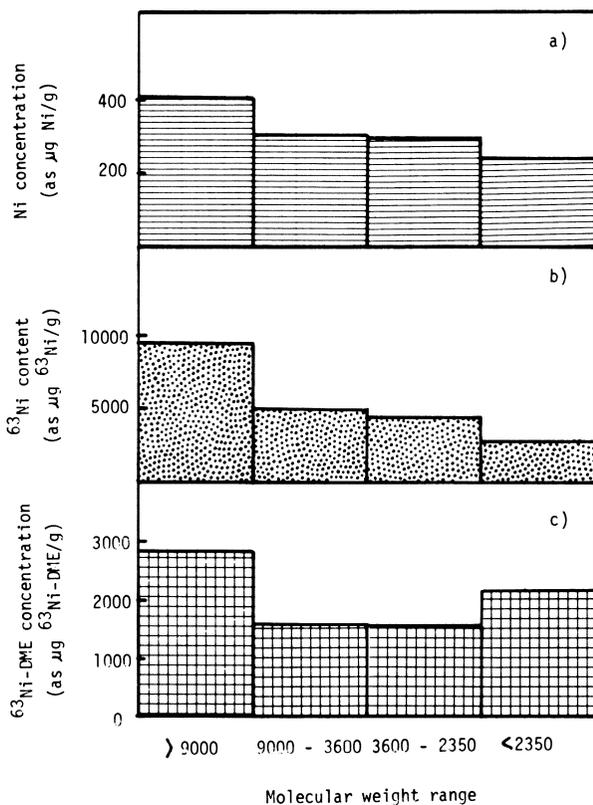 a)
Ni concentration
(as µg Ni/g)
400
200
b)
63Ni content
(as µg 63Ni/g)
10000
5000
c)
63Ni-DME concentration
(as µg 63Ni-DME/g)
3000
2000
1000
0
> 9000 9000 - 3600 3600 - 2350 <2350
Molecular weight range